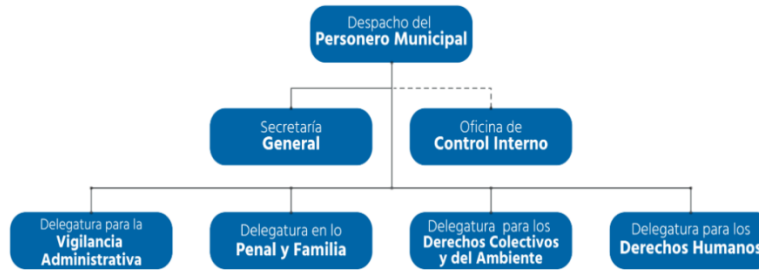 Despacho del
Personero Municipal
Secretaría
General
Oficina de
Control Interno
Delegatura para la
Vigilancia
Administrativa
Delegatura en lo
Penal y Familia
Delegatura para los
Derechos Colectivos
y del Ambiente
Delegatura para los
Derechos Humanos